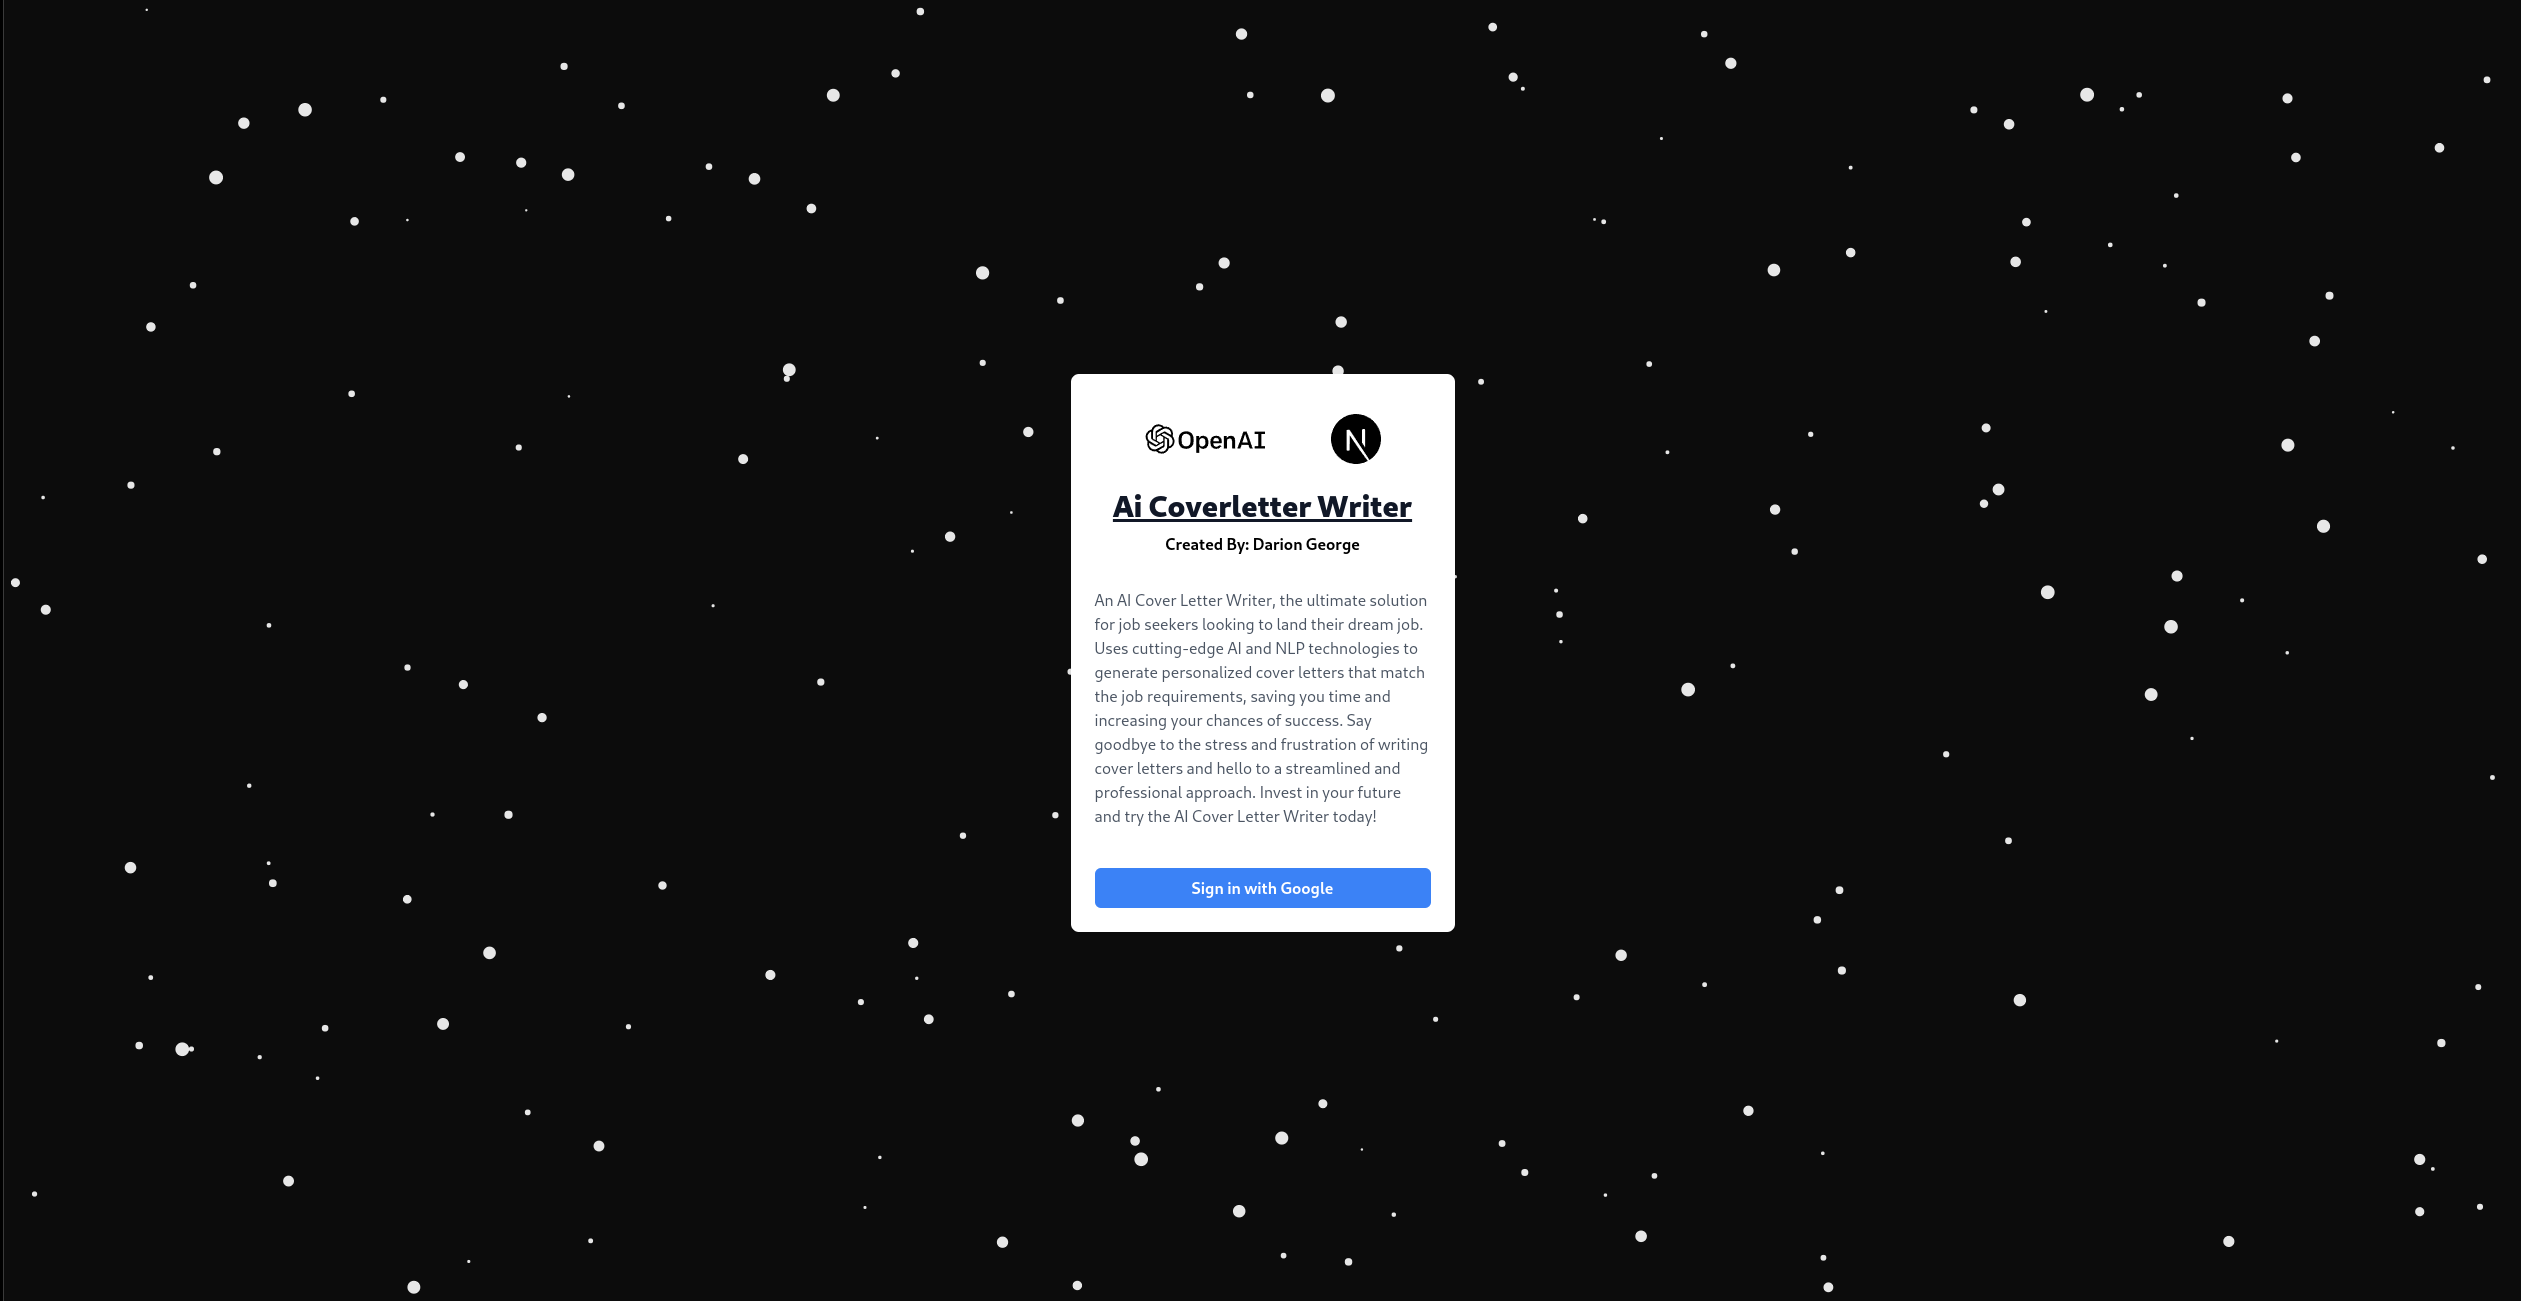 OpenAI N
Ai Coverletter Writer
Created By: Darion George
An AI Cover Letter Writer, the ultimate solution
for job seekers looking to land their dream job.
Uses cutting-edge AI and NLP technologies to
generate personalized cover letters that match
the job requirements, saving you time and
increasing your chances of success. Say
goodbye to the stress and frustration of writing
cover letters and hello to a streamlined and
professional approach. Invest in your future
and try the AI Cover Letter Writer today!
Sign in with Google